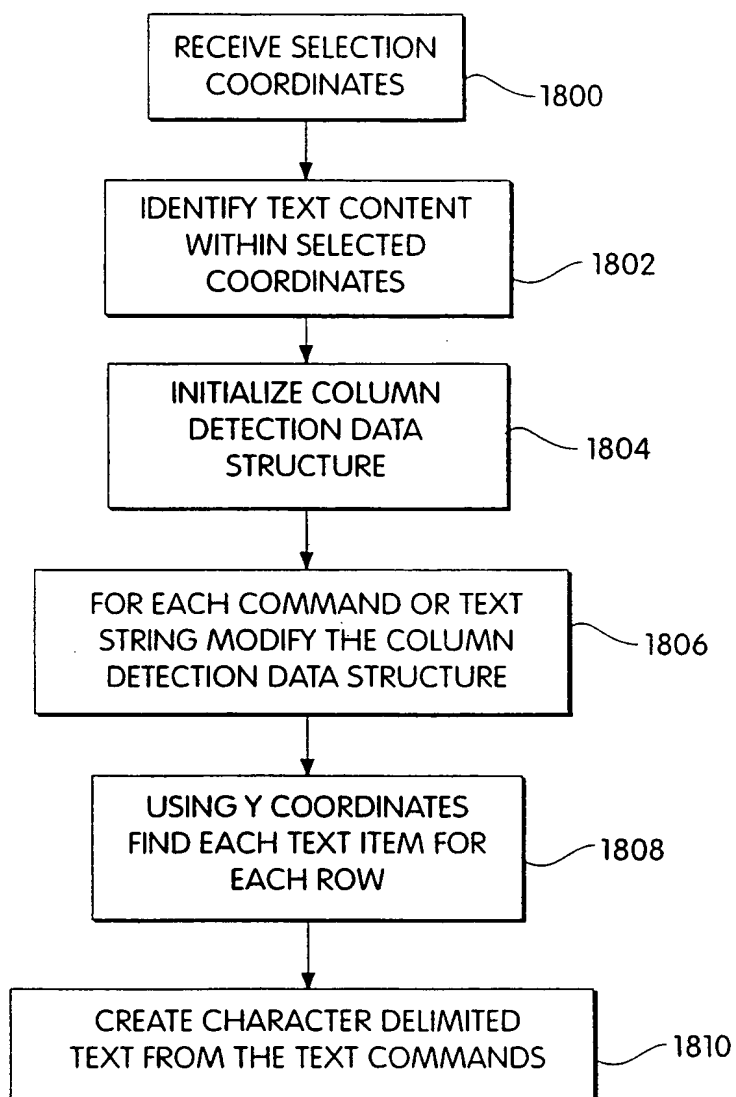 RECEIVE SELECTION
COORDINATES
1800
IDENTIFY TEXT CONTENT
WITHIN SELECTED
COORDINATES
1802
INITIALIZE COLUMN
DETECTION DATA
STRUCTURE
1804
FOR EACH COMMAND OR TEXT
STRING MODIFY THE COLUMN
DETECTION DATA STRUCTURE
1806
USING Y COORDINATES
FIND EACH TEXT ITEM FOR
EACH ROW
1808
CREATE CHARACTER DELIMITED
TEXT FROM THE TEXT COMMANDS
1810